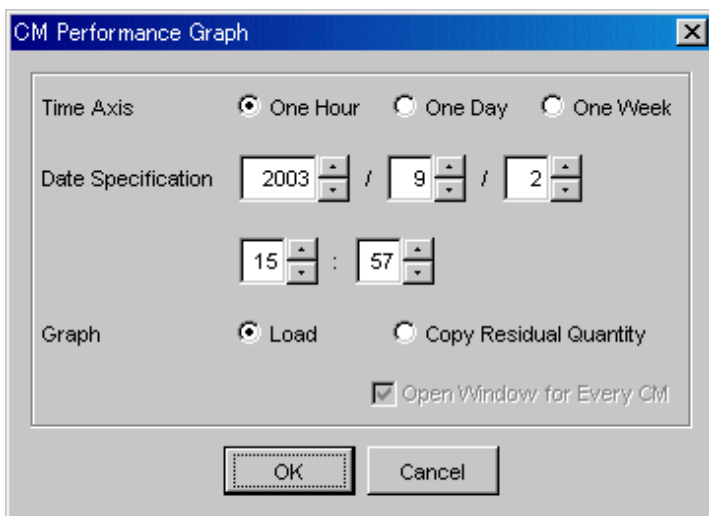 CM Performance Graph
Time Axis One Hour One Day One Week
Date Specification 2003 / 9 / 2
15 : 57
Graph Load Copy Residual Quantity
Open Window for Every CM
OK Cancel